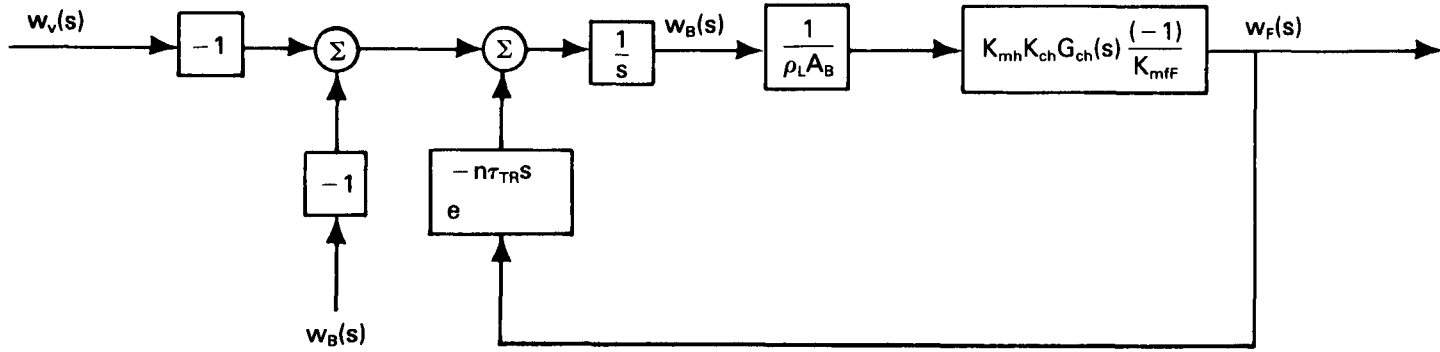 w_v(s)
−1
Σ
Σ
1
s
w_B(s)
1
ρ_L A_B
K_mh K_ch G_ch(s) (−1)
K_mfF
w_F(s)
−1
−nτ_TR s
e
w_B(s)